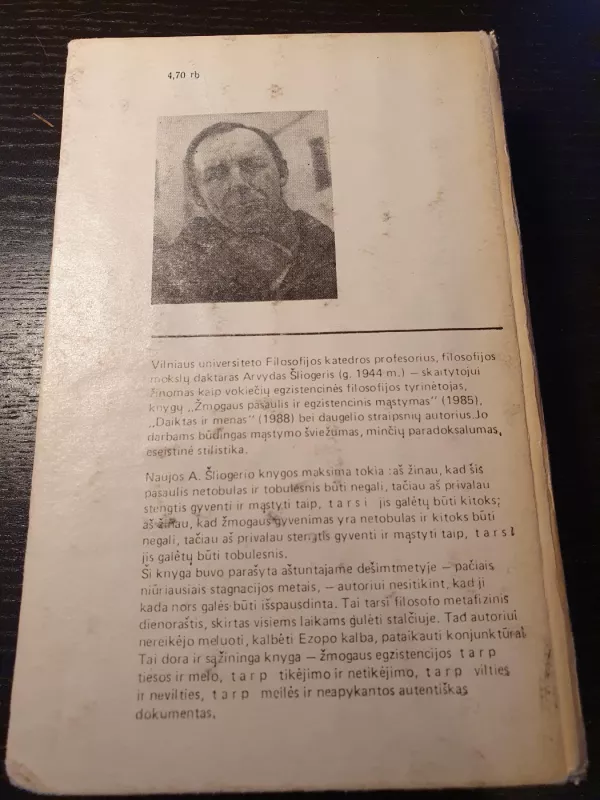 4,70 rb
Vilniaus universiteto Filosofijos katedros profesorius, filosofijos
mokslų daktaras Arvydas Šliogeris (g. 1944 m.) — skaitytojui
žinomas kaip vokiečių egzistencinės filosofijos tyrinėtojas,
knygų „Žmogaus pasaulis ir egzistencinis mąstymas" (1985),
„Daiktas ir menas" (1988) bei daugelio straipsnių autorius. Jo
darbams būdingas mąstymo šviežumas, minčių paradoksalumas,
eseistinė stilistika.
Naujos A. Šliogerio knygos maksima tokia : aš žinau, kad šis
pasaulis netobulas ir tobulesnis būti negali, tačiau aš privalau
stengtis gyventi ir mąstyti taip, t a r s i jis galėtų būti kitoks;
aš žinau, kad žmogaus gyvenimas yra netobulas ir kitoks būti
negali, tačiau aš privalau stengtis gyventi ir mąstyti taip, t a r s i
jis galėtų būti tobulesnis.
Ši knyga buvo parašyta aštuntajame dešimtmetyje — pačiais
niūriausiais stagnacijos metais, — autoriui nesitikint, kad ji
kada nors galės būti išspausdinta. Tai tarsi filosofo metafizinis
dienoraštis, skirtas visiems laikams gulėti stalčiuje. Tad autoriui
nereikėjo meluoti, kalbėti Ezopo kalba, pataikauti konjunktūrai.
Tai dora ir sąžininga knyga — žmogaus egzistencijos t a r p
tiesos ir melo, t a r p tikėjimo ir netikėjimo, t a r p vilties
ir nevilties, t a r p meilės ir neapykantos autentiškas
dokumentas.